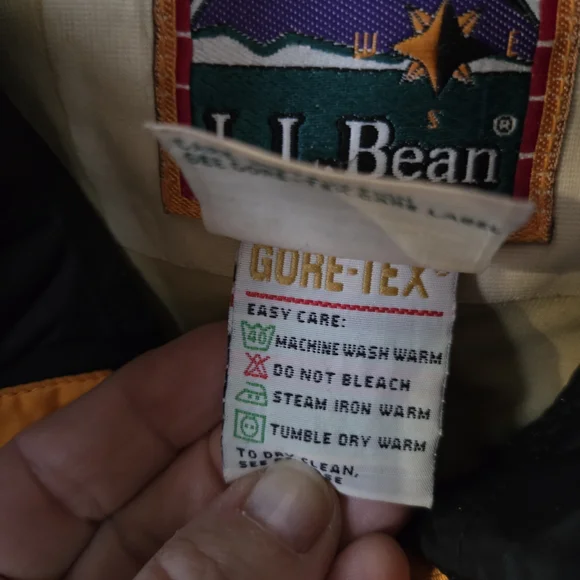 W
E
S
L.L. Bean®
GORE-TEX®
EASY CARE:
40 MACHINE WASH WARM
DO NOT BLEACH
STEAM IRON WARM
TUMBLE DRY WARM
TO DRY CLEAN,
SEE